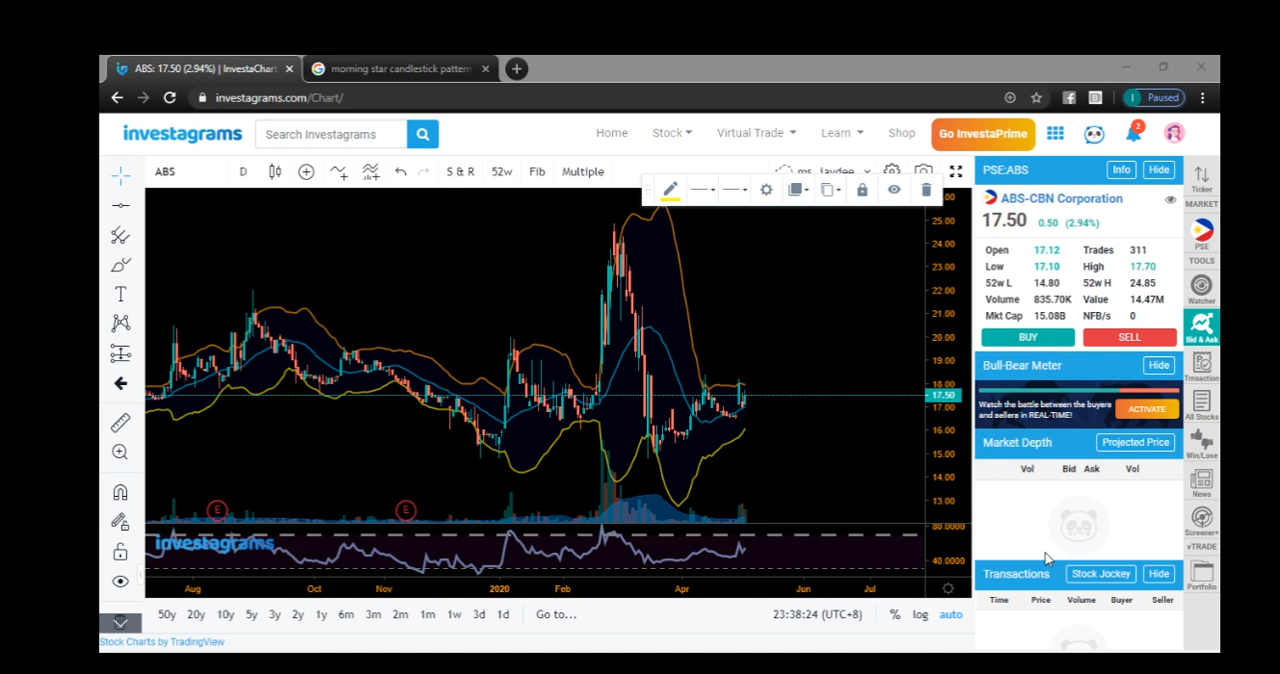 ABS: 17.50 (2.94%) | InvestaChart
morning star candlestick pattern
investagrams.com/Chart/
Paused
investagrams
Search Investagrams
Home
Stock
Virtual Trade
Learn
Shop
Go InvestaPrime
2
ABS
D
S & R
52w
Fib
Multiple
ms_jaydee
25.00
24.00
23.00
22.00
21.00
20.00
19.00
18.00
17.50
17.00
16.00
15.00
14.00
13.00
80.0000
40.0000
E
E
investagrams
Aug
Oct
Nov
2020
Feb
Apr
Jun
Jul
50y
20y
10y
5y
3y
2y
1y
6m
3m
2m
1m
1w
3d
1d
Go to...
23:38:24 (UTC+8)
%
log
auto
Stock Charts by TradingView
PSE:ABS
Info
Hide
ABS-CBN Corporation
17.50 0.50 (2.94%)
Open 17.12 Trades 311
Low 17.10 High 17.70
52w L 14.80 52w H 24.85
Volume 835.70K Value 14.47M
Mkt Cap 15.08B NFB/s 0
BUY
SELL
Bull-Bear Meter
Hide
Watch the battle between the buyers
and sellers in REAL-TIME!
ACTIVATE
Market Depth
Projected Price
Vol Bid Ask Vol
Transactions
Stock Jockey
Hide
Time Price Volume Buyer Seller
Ticker
MARKET
PSE
TOOLS
Watcher
Bid & Ask
All Stocks
Win/Lose
News
Screener+
vTRADE
Portfolio